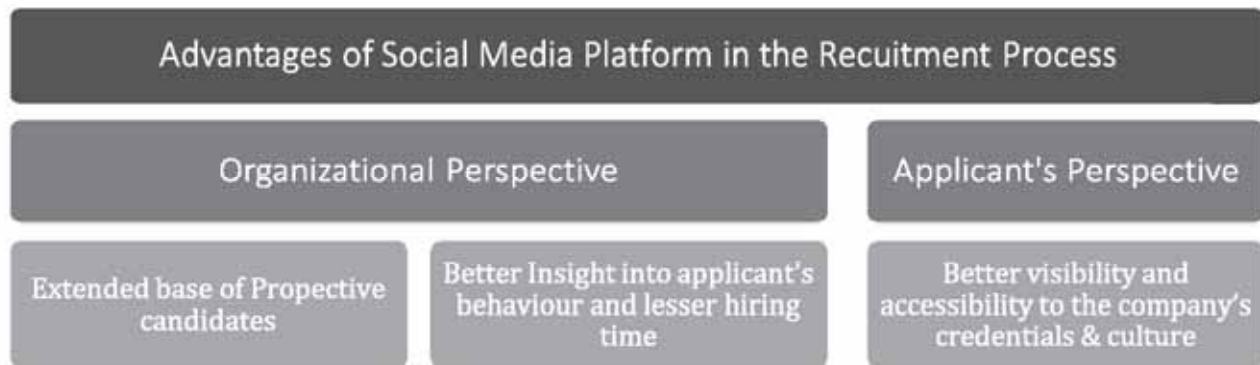 Advantages of Social Media Platform in the Recuitment Process
Organizational Perspective
Applicant's Perspective
Extended base of Propective
candidates
Better Insight into applicant's
behaviour and lesser hiring
time
Better visibility and
accessibility to the company's
credentials & culture